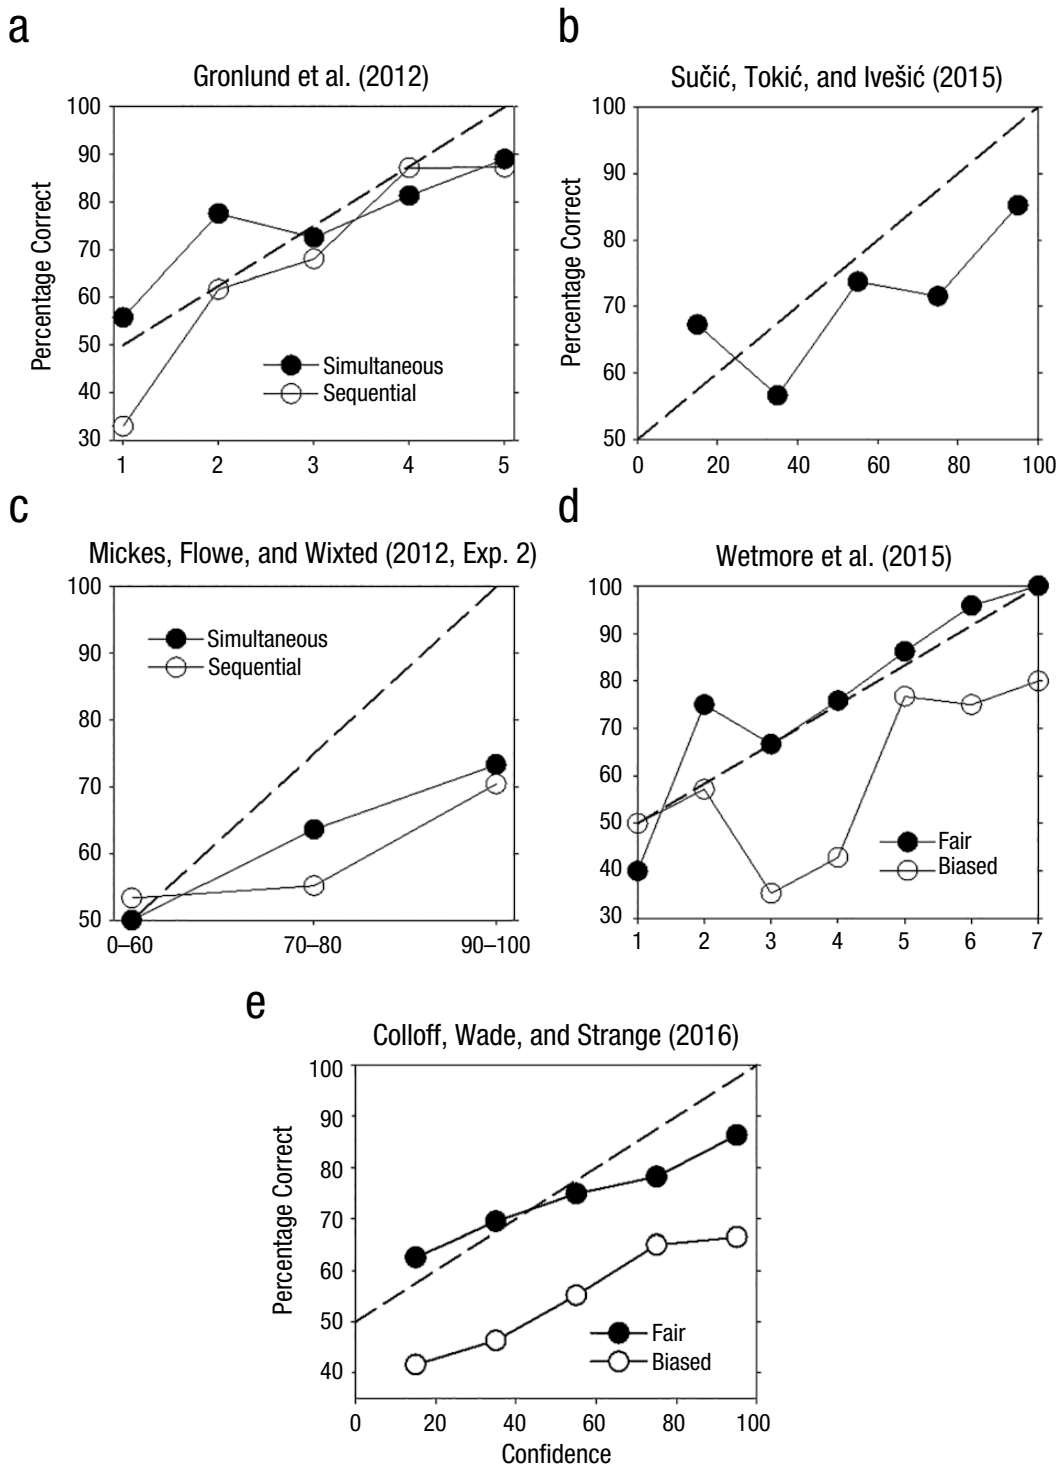 a
Gronlund et al. (2012)
Percentage Correct
100
90
80
70
60
50
40
30
Simultaneous
Sequential
1 2 3 4 5
b
Sučić, Tokić, and Ivešić (2015)
Percentage Correct
100
90
80
70
60
50
0 20 40 60 80 100
c
Mickes, Flowe, and Wixted (2012, Exp. 2)
100
90
80
70
60
50
Simultaneous
Sequential
0–60 70–80 90–100
d
Wetmore et al. (2015)
100
90
80
70
60
50
40
30
Fair
Biased
1 2 3 4 5 6 7
e
Colloff, Wade, and Strange (2016)
Percentage Correct
100
90
80
70
60
50
40
Fair
Biased
0 20 40 60 80 100
Confidence